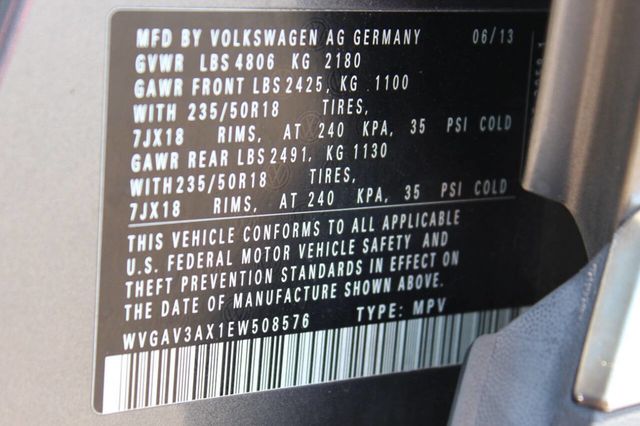 MFD BY VOLKSWAGEN AG GERMANY 06/13
GVWR LBS 4806 KG 2180
GAWR FRONT LBS 2425, KG 1100
WITH 235/50R18 TIRES,
7JX18 RIMS, AT 240 KPA, 35 PSI COLD
GAWR REAR LBS 2491, KG 1130
WITH 235/50R18 TIRES,
7JX18 RIMS, AT 240 KPA, 35 PSI COLD
THIS VEHICLE CONFORMS TO ALL APPLICABLE
U.S. FEDERAL MOTOR VEHICLE SAFETY AND
THEFT PREVENTION STANDARDS IN EFFECT ON
THE DATE OF MANUFACTURE SHOWN ABOVE.
WVGAV3AX1EW508576 TYPE: MPV